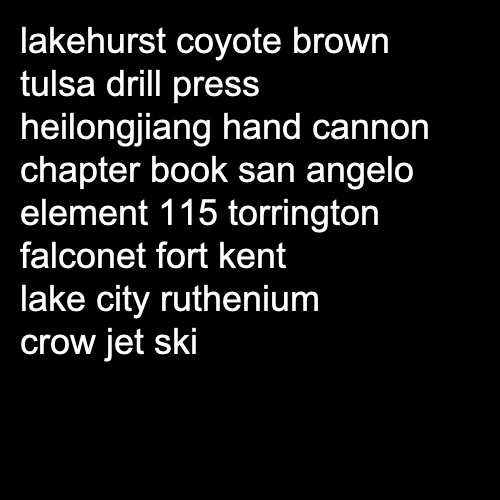 lakehurst coyote brown
tulsa drill press
heilongjiang hand cannon
chapter book san angelo
element 115 torrington
falconet fort kent
lake city ruthenium
crow jet ski